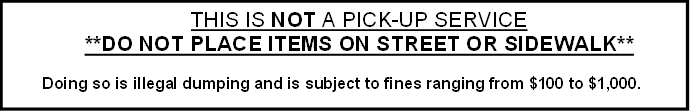 THIS IS NOT A PICK-UP SERVICE
**DO NOT PLACE ITEMS ON STREET OR SIDEWALK**
Doing so is illegal dumping and is subject to fines ranging from $100 to $1,000.